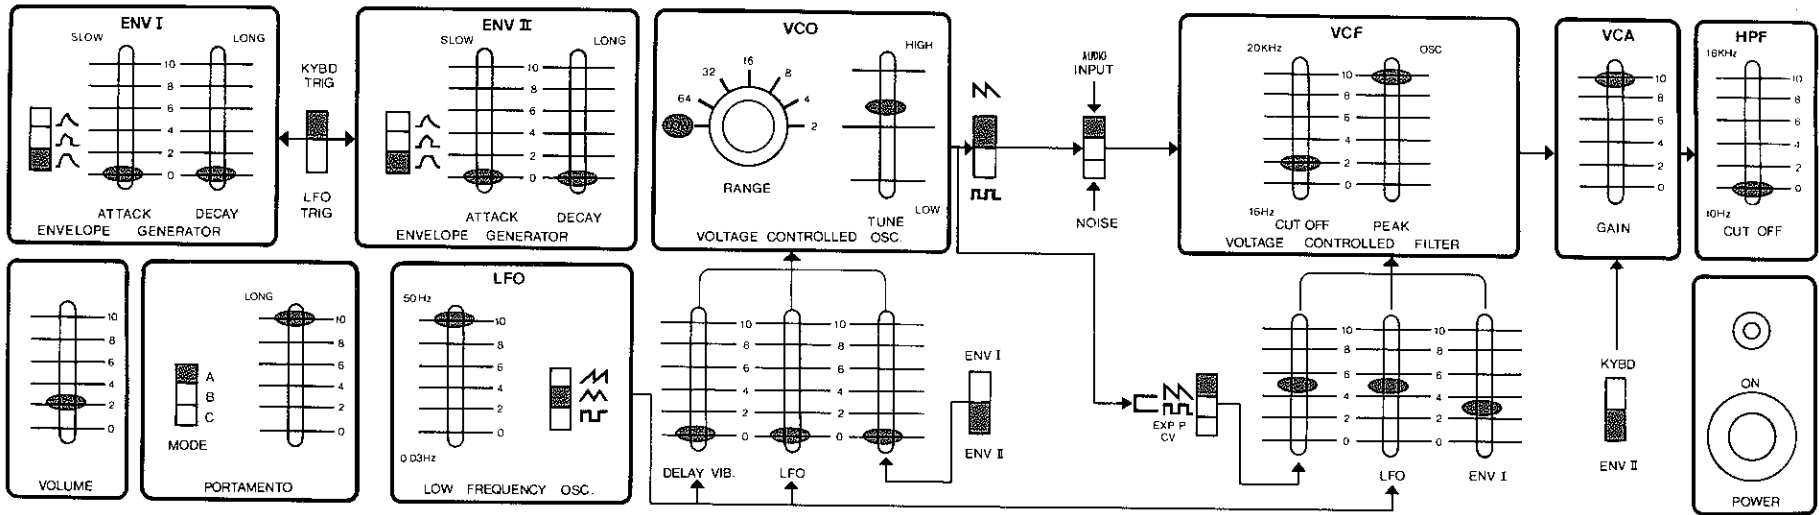 ENV I
SLOW
LONG
10
8
6
4
2
0
ATTACK DECAY
ENVELOPE GENERATOR
KYBD
TRIG
LFO
TRIG
ENV II
SLOW
LONG
10
8
6
4
2
0
ATTACK DECAY
ENVELOPE GENERATOR
VCO
64
32
16
8
4
2
RANGE
HIGH
LOW
TUNE
VOLTAGE CONTROLLED OSC.
AUDIO
INPUT
NOISE
VCF
20KHz
OSC
10
8
6
4
2
0
16Hz
CUT OFF PEAK
VOLTAGE CONTROLLED FILTER
VCA
10
8
6
4
2
0
GAIN
HPF
16KHz
10
8
6
4
2
0
10Hz
CUT OFF
10
8
6
4
2
0
VOLUME
LONG
10
8
6
4
2
0
A
B
C
MODE
PORTAMENTO
LFO
50Hz
10
8
6
4
2
0
0.03Hz
LOW FREQUENCY OSC.
10
8
6
4
2
0
10
8
6
4
2
0
DELAY VIB.
LFO
ENV I
ENV II
EXP P
CV
10
8
6
4
2
0
10
8
6
4
2
0
LFO
ENV I
KYBD
ENV II
ON
POWER